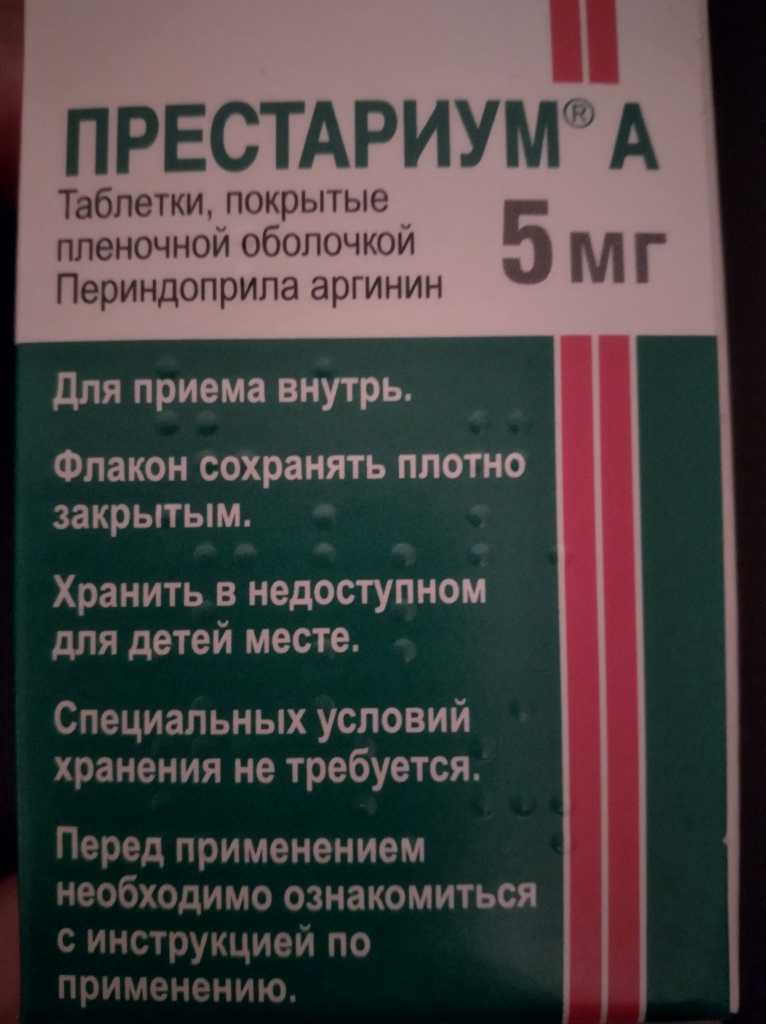 ПРЕСТАРИУМ® А
Таблетки, покрытые
пленочной оболочкой
Периндоприла аргинин
5 мг
Для приема внутрь.
Флакон сохранять плотно
закрытым.
Хранить в недоступном
для детей месте.
Специальных условий
хранения не требуется.
Перед применением
необходимо ознакомиться
с инструкцией по
применению.